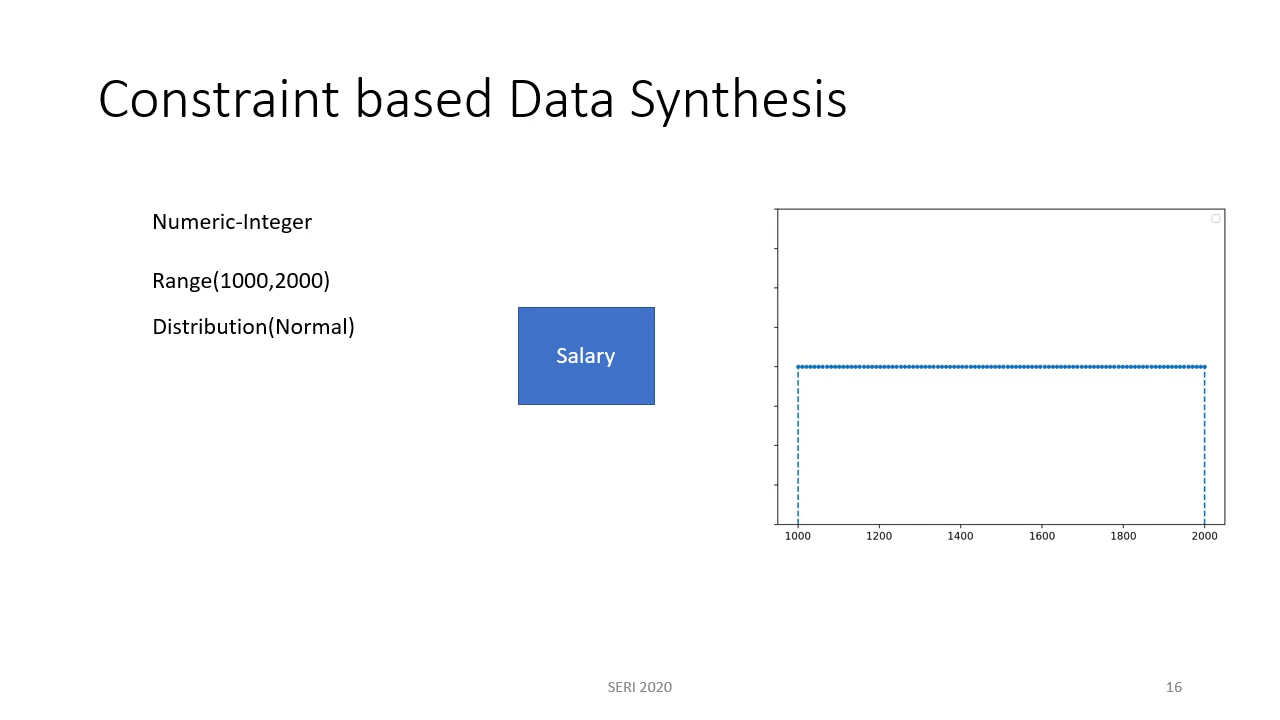 Constraint based Data Synthesis
Numeric-Integer
Range(1000,2000)
Distribution(Normal)
Salary
1000 1200 1400 1600 1800 2000
SERI 2020
16